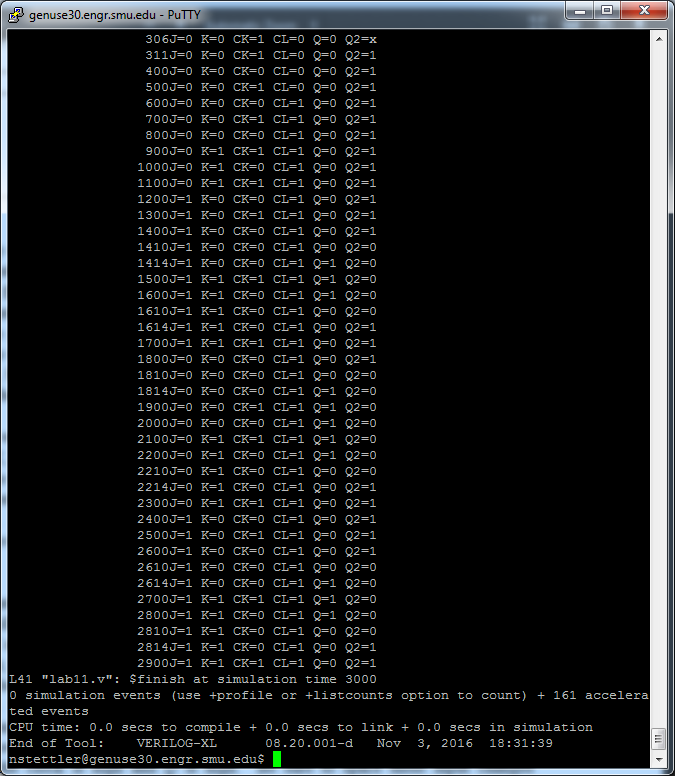 genuse30.engr.smu.edu - PuTTY
306J=0 K=0 CK=1 CL=0 Q=0 Q2=x
311J=0 K=0 CK=1 CL=0 Q=0 Q2=1
400J=0 K=0 CK=0 CL=0 Q=0 Q2=1
500J=0 K=0 CK=1 CL=0 Q=0 Q2=1
600J=0 K=0 CK=0 CL=1 Q=0 Q2=1
700J=0 K=0 CK=1 CL=1 Q=0 Q2=1
800J=0 K=0 CK=0 CL=1 Q=0 Q2=1
900J=0 K=1 CK=1 CL=1 Q=0 Q2=1
1000J=0 K=1 CK=0 CL=1 Q=0 Q2=1
1100J=0 K=1 CK=1 CL=1 Q=0 Q2=1
1200J=1 K=0 CK=0 CL=1 Q=0 Q2=1
1300J=1 K=0 CK=1 CL=1 Q=0 Q2=1
1400J=1 K=0 CK=0 CL=1 Q=0 Q2=1
1410J=1 K=0 CK=0 CL=1 Q=0 Q2=0
1414J=1 K=0 CK=0 CL=1 Q=1 Q2=0
1500J=1 K=0 CK=1 CL=1 Q=1 Q2=0
1600J=0 K=1 CK=0 CL=1 Q=1 Q2=0
1610J=0 K=1 CK=0 CL=1 Q=0 Q2=0
1614J=0 K=1 CK=0 CL=1 Q=0 Q2=1
1700J=1 K=0 CK=1 CL=1 Q=0 Q2=1
1800J=0 K=0 CK=0 CL=1 Q=0 Q2=1
1810J=0 K=0 CK=0 CL=1 Q=0 Q2=0
1814J=0 K=0 CK=0 CL=1 Q=1 Q2=0
1900J=0 K=0 CK=1 CL=1 Q=1 Q2=0
2000J=0 K=0 CK=0 CL=1 Q=1 Q2=0
2100J=0 K=1 CK=1 CL=1 Q=1 Q2=0
2200J=1 K=1 CK=0 CL=1 Q=1 Q2=0
2210J=1 K=1 CK=0 CL=1 Q=0 Q2=0
2214J=1 K=1 CK=0 CL=1 Q=0 Q2=1
2300J=1 K=0 CK=1 CL=1 Q=0 Q2=1
2400J=1 K=0 CK=0 CL=0 Q=0 Q2=1
2500J=1 K=0 CK=1 CL=0 Q=0 Q2=1
2600J=1 K=1 CK=0 CL=1 Q=0 Q2=1
2610J=1 K=1 CK=0 CL=1 Q=0 Q2=0
2614J=1 K=1 CK=0 CL=1 Q=1 Q2=0
2700J=1 K=1 CK=1 CL=1 Q=1 Q2=0
2800J=1 K=1 CK=0 CL=1 Q=1 Q2=0
2810J=1 K=1 CK=0 CL=1 Q=0 Q2=0
2814J=1 K=1 CK=0 CL=1 Q=0 Q2=1
2900J=1 K=1 CK=1 CL=1 Q=0 Q2=1
L41 "lab11.v": $finish at simulation time 3000
0 simulation events (use +profile or +listcounts option to count) + 161 accelera
ted events
CPU time: 0.0 secs to compile + 0.0 secs to link + 0.0 secs in simulation
End of Tool:    VERILOG-XL      08.20.001-d   Nov  3, 2016  18:31:39
nstettler@genuse30.engr.smu.edu$